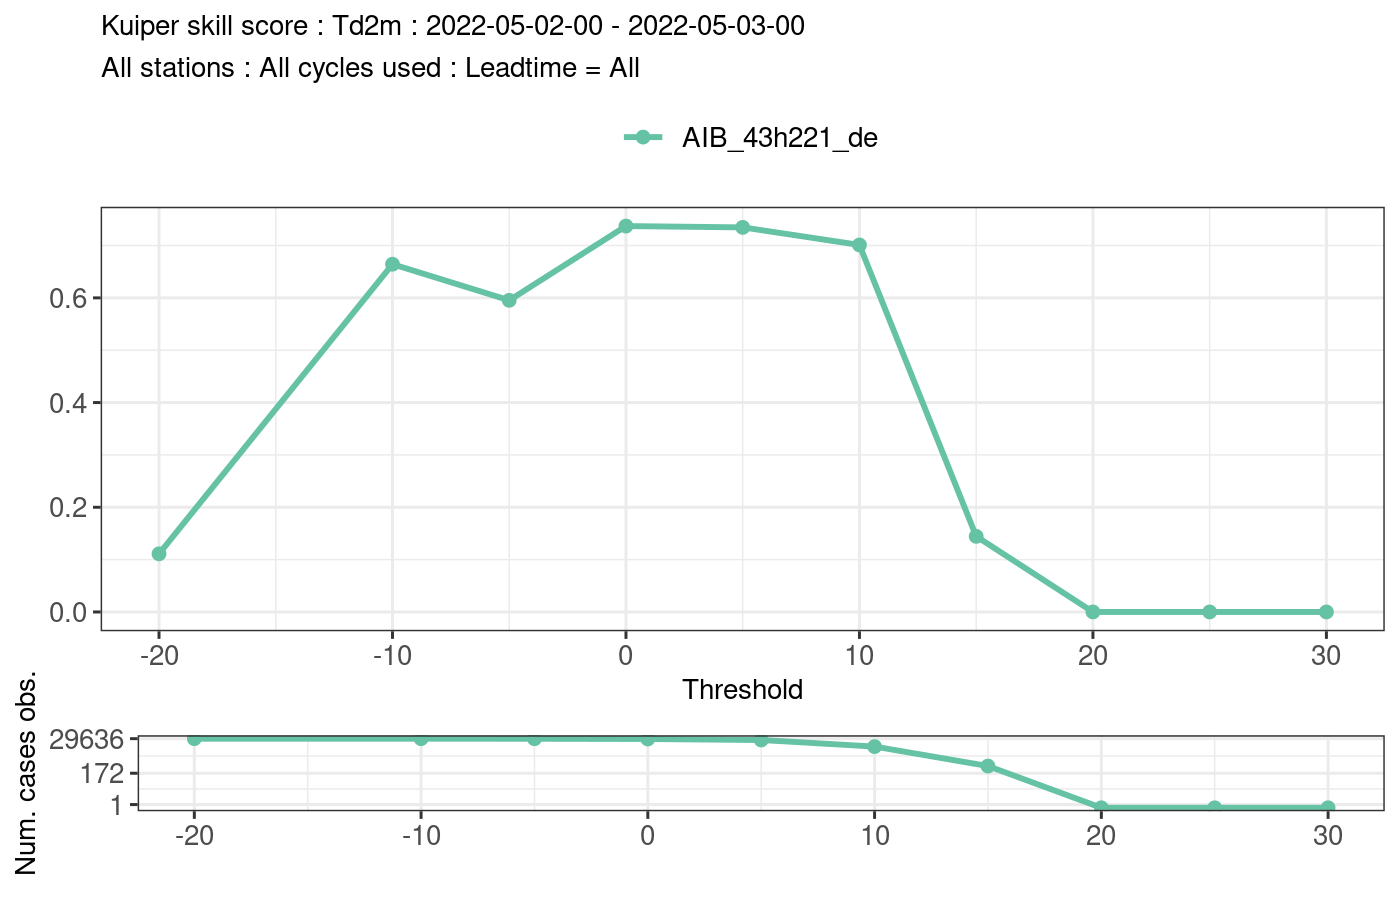 Kuiper skill score : Td2m : 2022-05-02-00 - 2022-05-03-00
All stations : All cycles used : Leadtime = All
AIB_43h221_de
0.6
0.4
0.2
0.0
-20 -10 0 10 20 30
Threshold
Num. cases obs.
29636
172
1
-20 -10 0 10 20 30